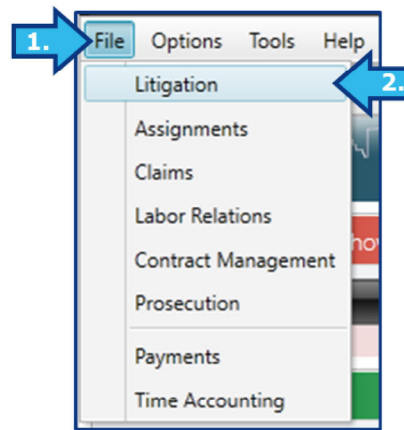 1. File Options Tools Help
Litigation 2.
Assignments
Claims
Labor Relations
Contract Management
Prosecution
Payments
Time Accounting